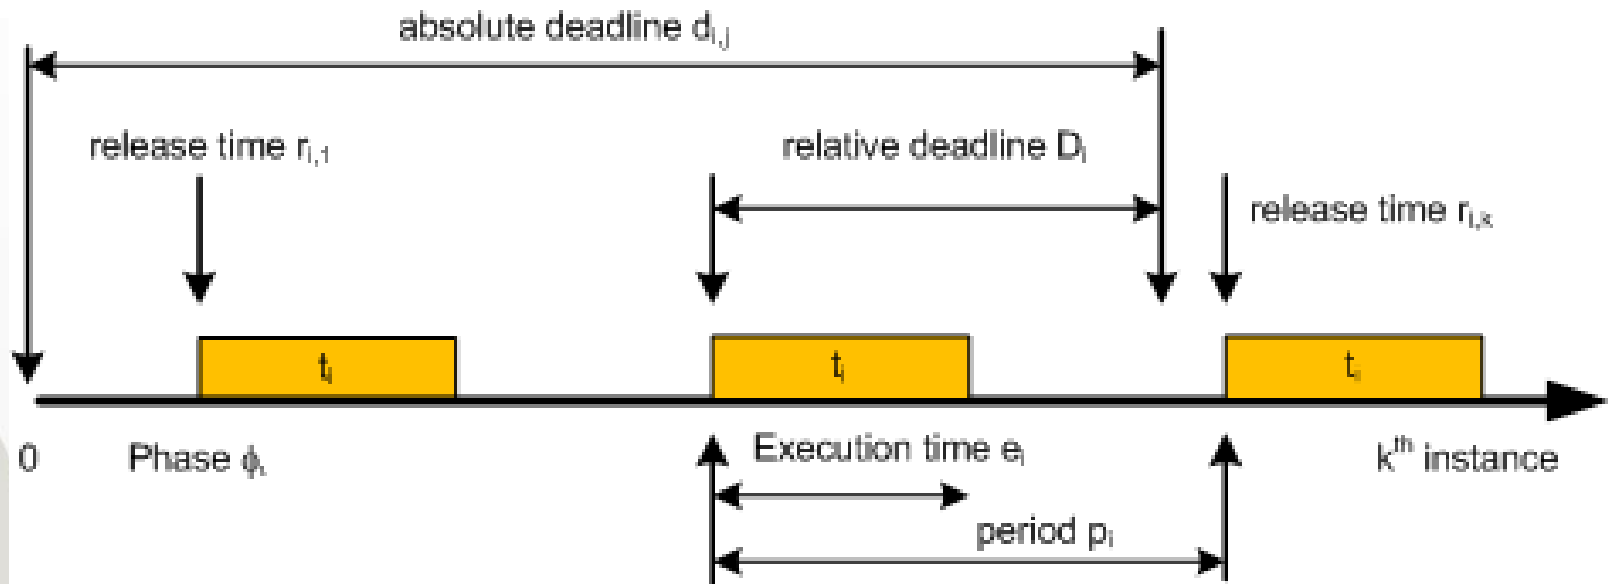 absolute deadline dᵢ,ⱼ
release time rᵢ,₁
relative deadline Dᵢ
release time rᵢ,ₖ
tᵢ
tᵢ
tᵢ
0
Phase ϕᵢ
Execution time eᵢ
kᵗʰ instance
period pᵢ